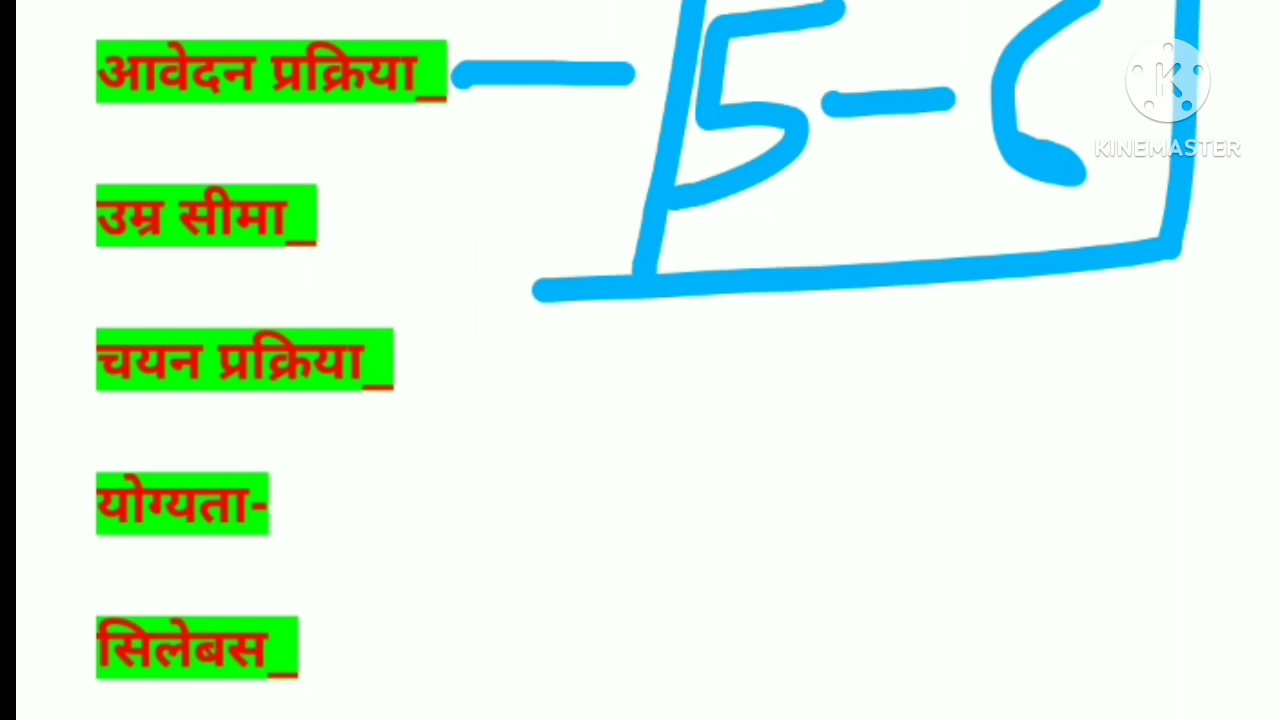 आवेदन प्रक्रिया_ — 5 —
KINEMASTER
उम्र सीमा_
चयन प्रक्रिया_
योग्यता-
सिलेबस_